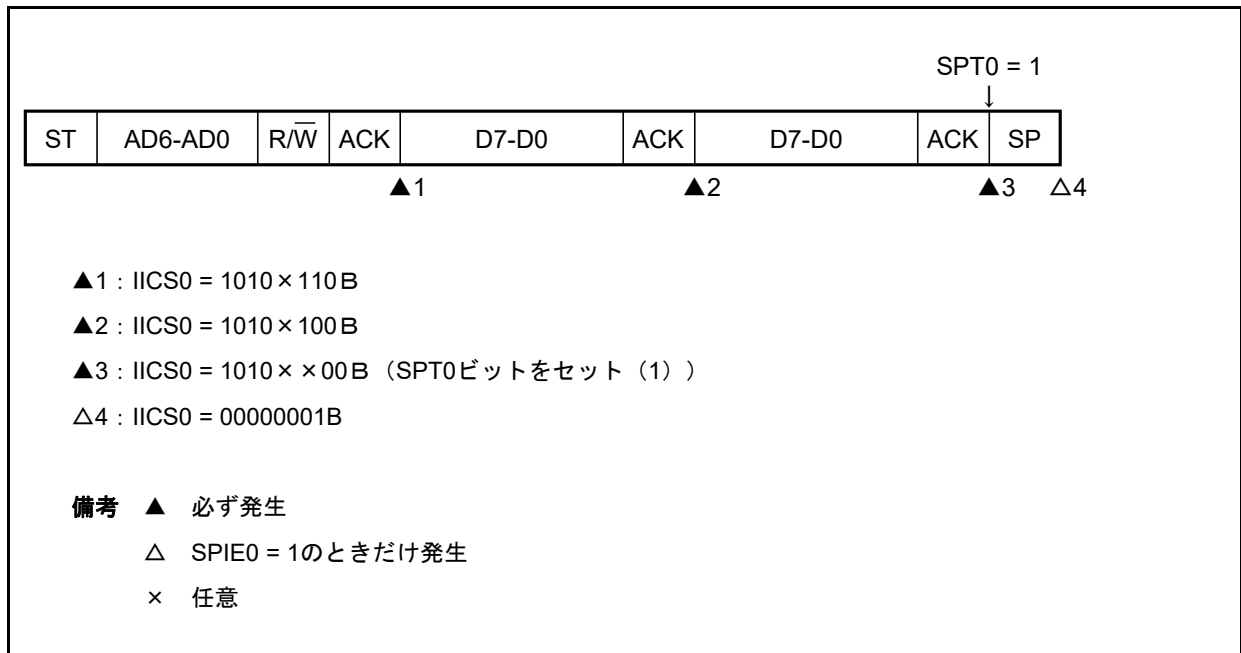 SPT0 = 1
↓
ST AD6-AD0 R/W̅ ACK D7-D0 ACK D7-D0 ACK SP
▲1 ▲2 ▲3 △4
▲1：IICS0 = 1010×110Ｂ
▲2：IICS0 = 1010×100Ｂ
▲3：IICS0 = 1010××00Ｂ（SPT0ビットをセット（1））
△4：IICS0 = 00000001B
備考 ▲ 必ず発生
△ SPIE0 = 1のときだけ発生
× 任意